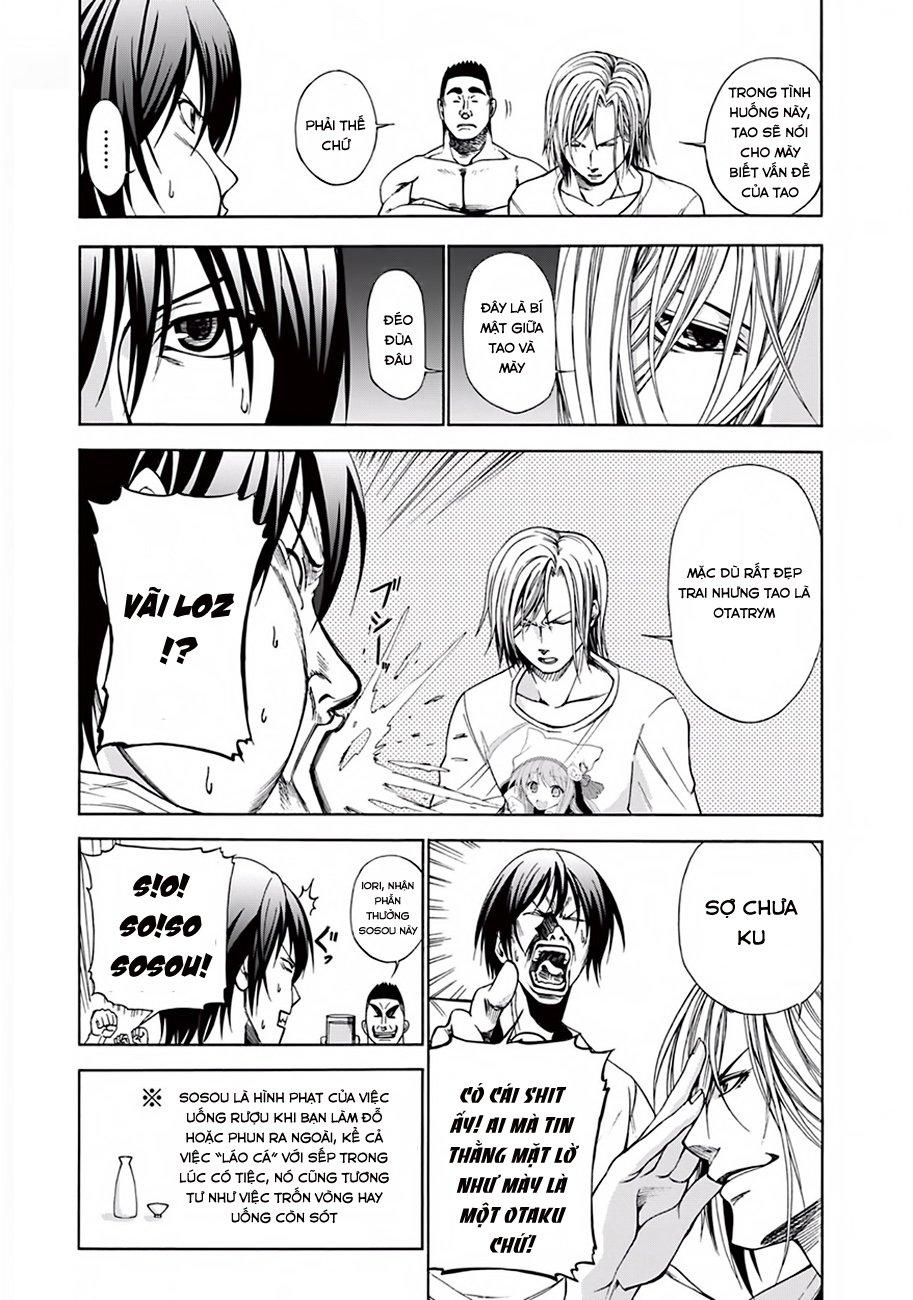 TRONG TÌNH
HUỐNG NÀY,
TAO SẼ NÓI
CHO MÀY
BIẾT VẤN ĐỀ
CỦA TAO
PHẢI THẾ
CHỨ
.........
ĐÂY LÀ BÍ
MẬT GIỮA
TAO VÀ
MÀY
ĐÉO
ĐÙA
ĐÂU
MẶC DÙ RẤT ĐẸP
TRAI NHƯNG TAO LÀ
OTATRYM
VÃI LOZ
!?
SỢ CHƯA
KU
CÓ CÁI SHIT
ẤY! AI MÀ TIN
THẰNG MẶT LỜ
NHƯ MÀY LÀ
MỘT OTAKU
CHỨ!
IORI, NHẬN
PHẦN
THƯỞNG
SOSOU NÀY
S!O!
SO!SO
SOSOU!
※ SOSOU LÀ HÌNH PHẠT CỦA VIỆC
UỐNG RƯỢU KHI BẠN LÀM ĐỔ
HOẶC PHUN RA NGOÀI, KỂ CẢ
VIỆC "LÁO CÁ" VỚI SẾP TRONG
LÚC CÓ TIỆC, NÓ CŨNG TƯƠNG
TƯ NHƯ VIỆC TRỐN VÒNG HAY
UỐNG CÒN SÓT